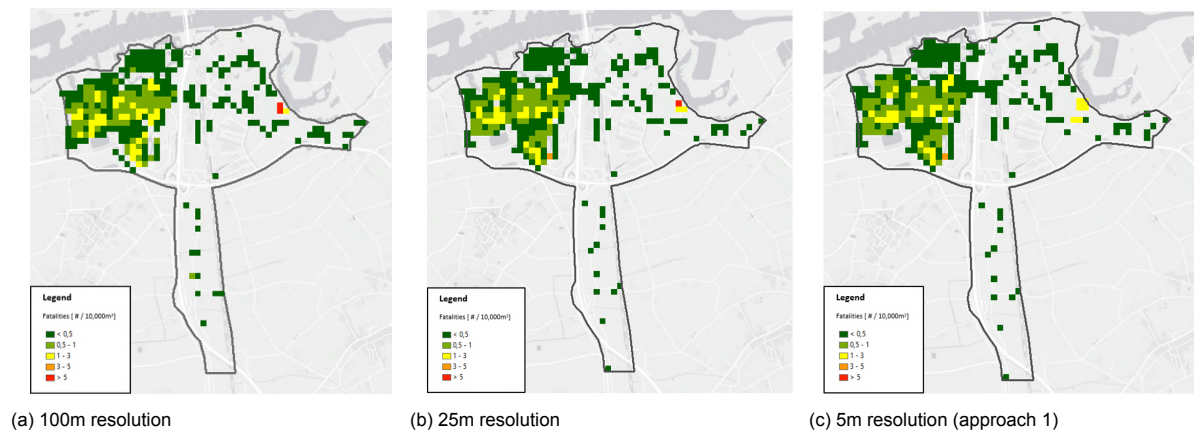 A2
Legend
Fatalities [ # / 10,000m²]
< 0,5
0,5 - 1
1 - 3
3 - 5
> 5
(a) 100m resolution
Legend
Fatalities [ # / 10,000m²]
< 0,5
0,5 - 1
1 - 3
3 - 5
> 5
(b) 25m resolution
Legend
Fatalities [ # / 10,000m²]
< 0,5
0,5 - 1
1 - 3
3 - 5
> 5
(c) 5m resolution (approach 1)